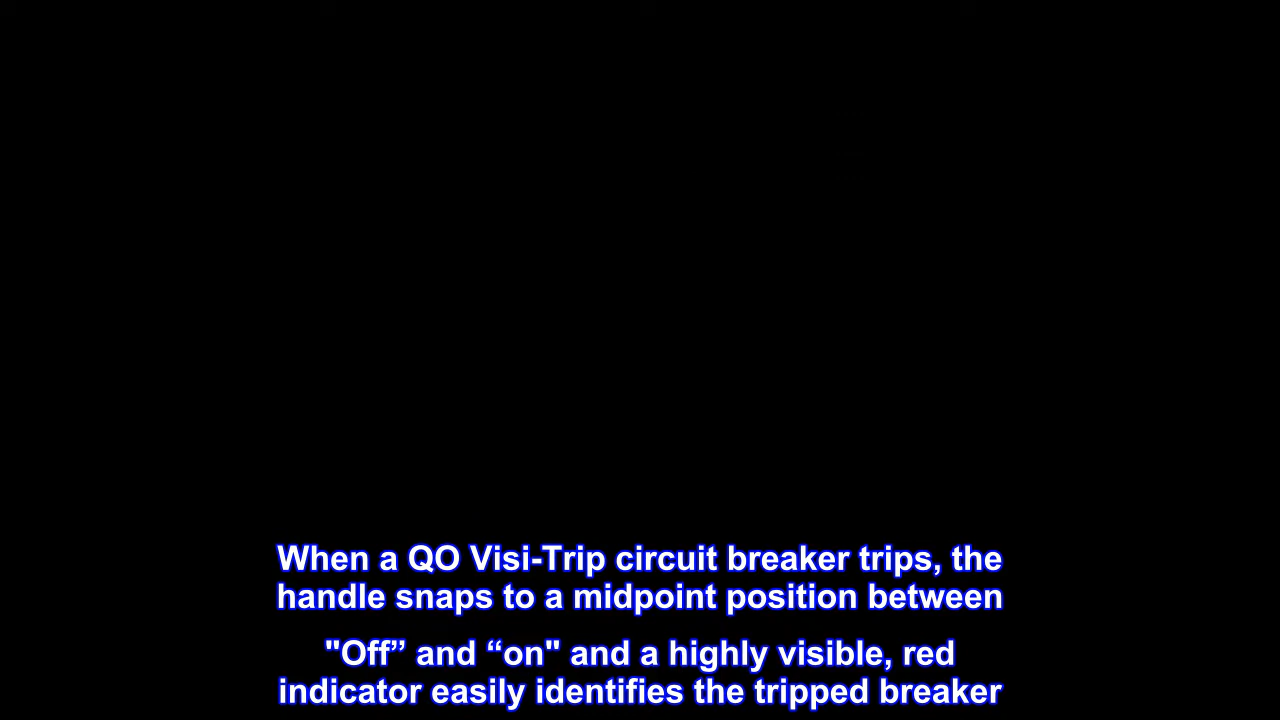 When a QO Visi-Trip circuit breaker trips, the
handle snaps to a midpoint position between
"Off” and “on" and a highly visible, red
indicator easily identifies the tripped breaker